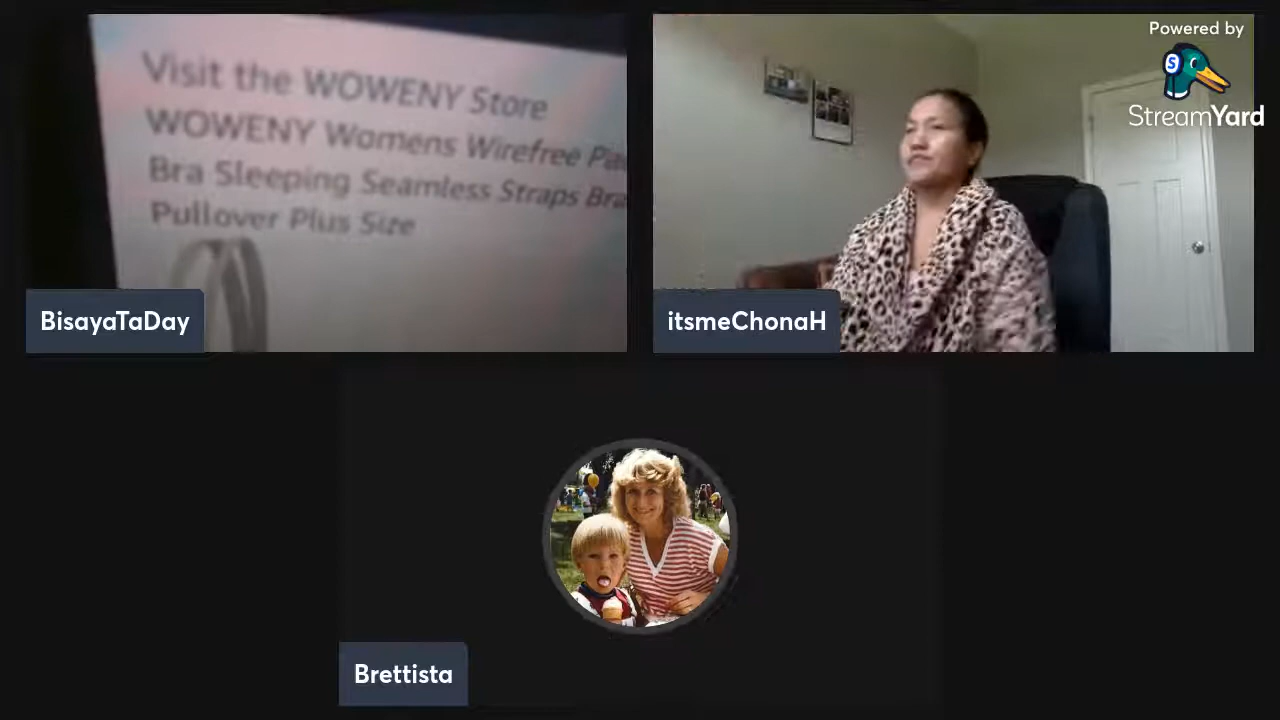 Visit the WOWENY Store
WOWENY Womens Wirefree
Bra Sleeping Seamless Straps
Pullover Plus Size
BisayaTaDay
itsmeChonaH
Powered by
StreamYard
Brettista